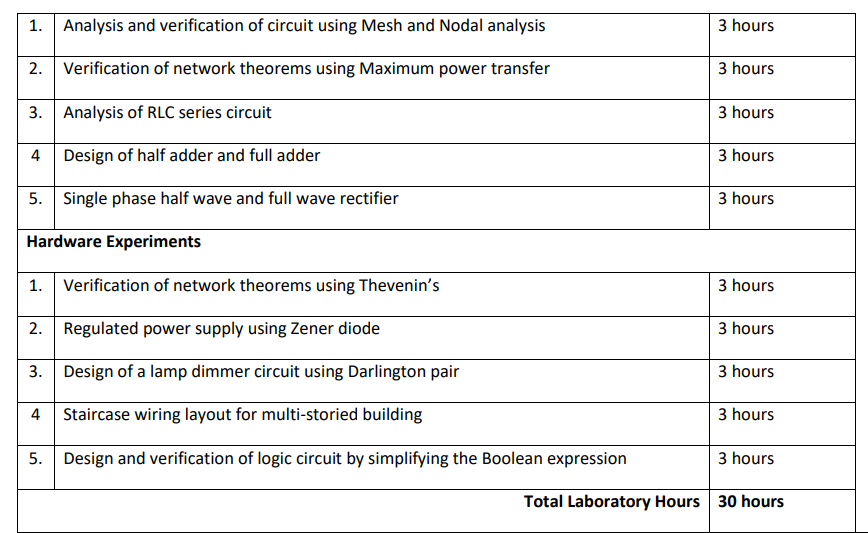 1. Analysis and verification of circuit using Mesh and Nodal analysis 3 hours
2. Verification of network theorems using Maximum power transfer 3 hours
3. Analysis of RLC series circuit 3 hours
4 Design of half adder and full adder 3 hours
5. Single phase half wave and full wave rectifier 3 hours
Hardware Experiments
1. Verification of network theorems using Thevenin’s 3 hours
2. Regulated power supply using Zener diode 3 hours
3. Design of a lamp dimmer circuit using Darlington pair 3 hours
4 Staircase wiring layout for multi-storied building 3 hours
5. Design and verification of logic circuit by simplifying the Boolean expression 3 hours
Total Laboratory Hours 30 hours